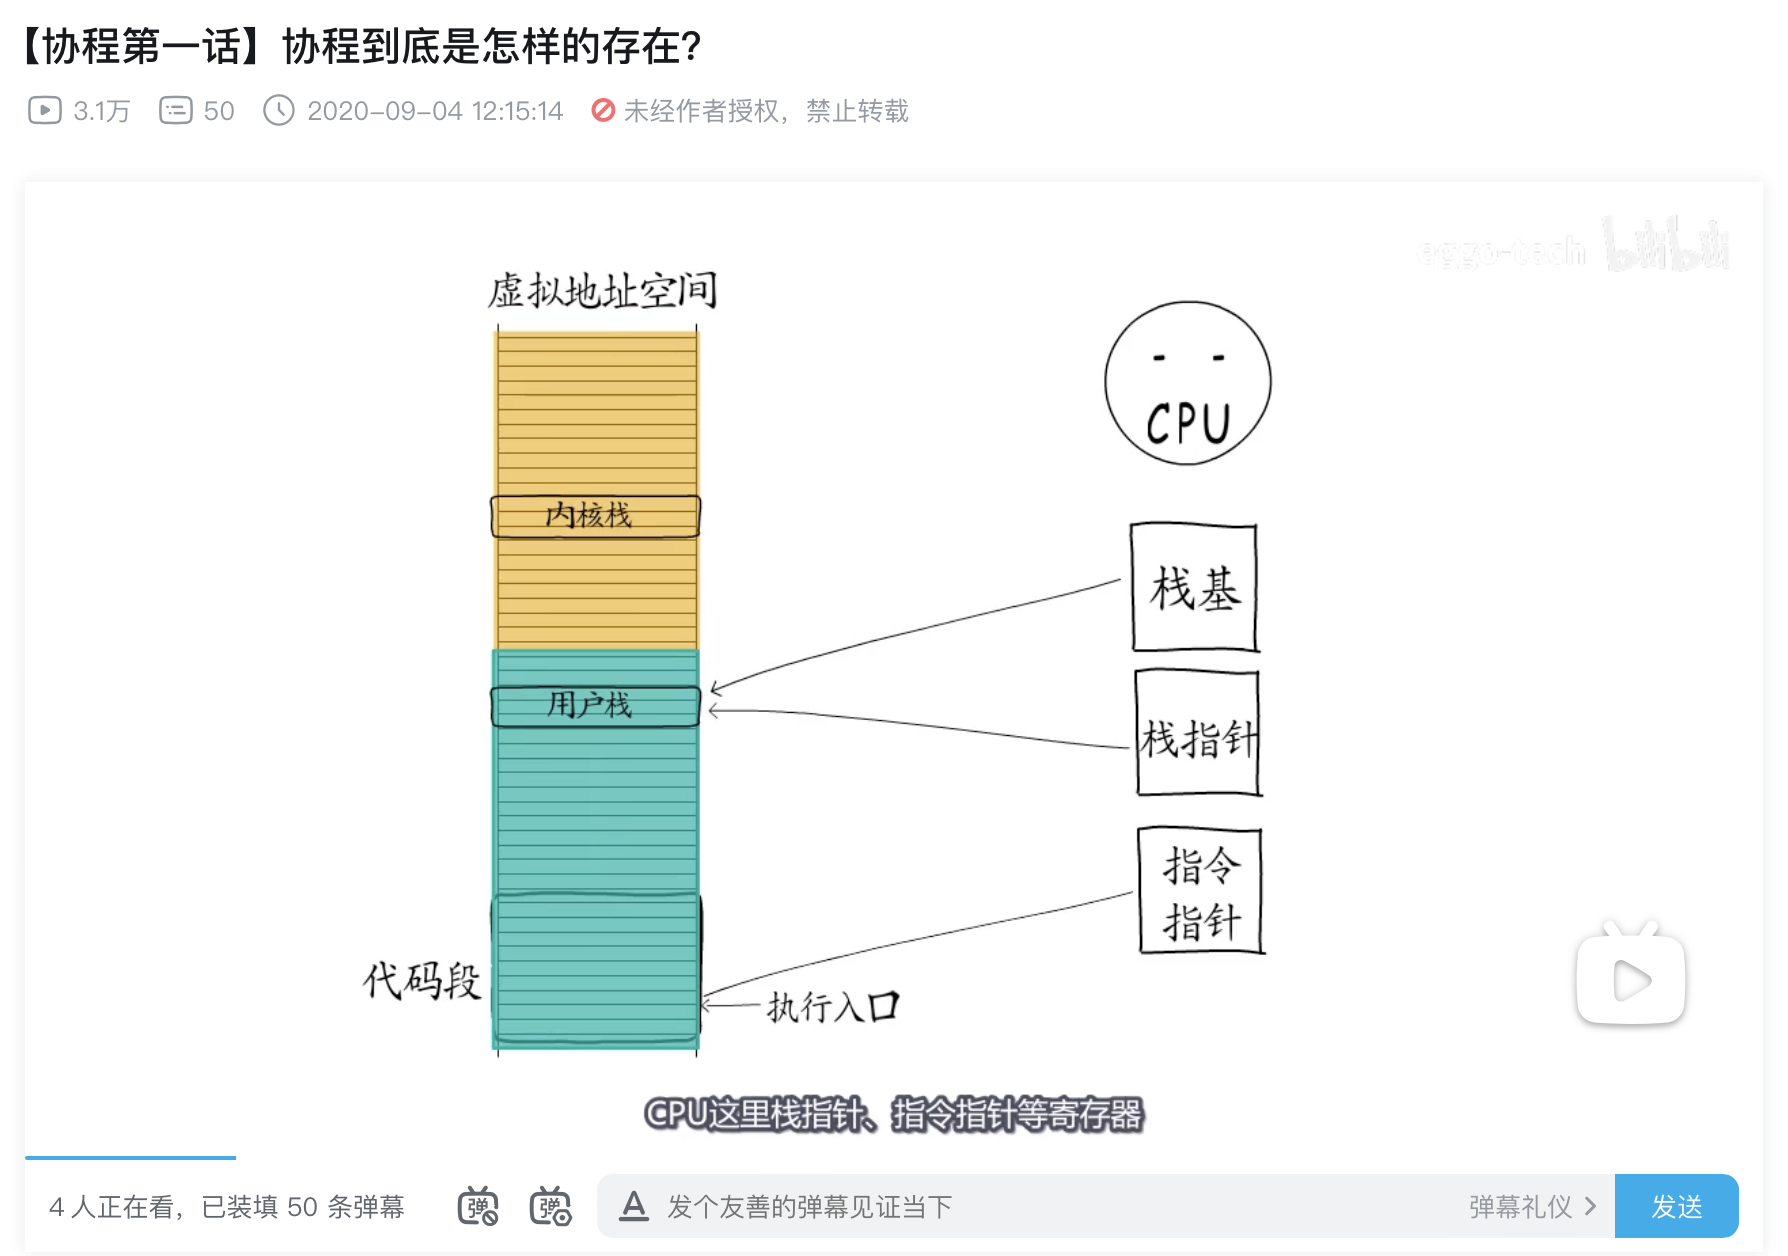 【协程第一话】协程到底是怎样的存在？
3.1万 50 2020-09-04 12:15:14 未经作者授权，禁止转载
eggo-tech bilibili
虚拟地址空间
CPU
内核栈
栈基
用户栈
栈指针
指令
指针
代码段
执行入口
CPU这里栈指针、指令指针等寄存器
4 人正在看，已装填 50 条弹幕 弹 弹 A 发个友善的弹幕见证当下 弹幕礼仪 发送